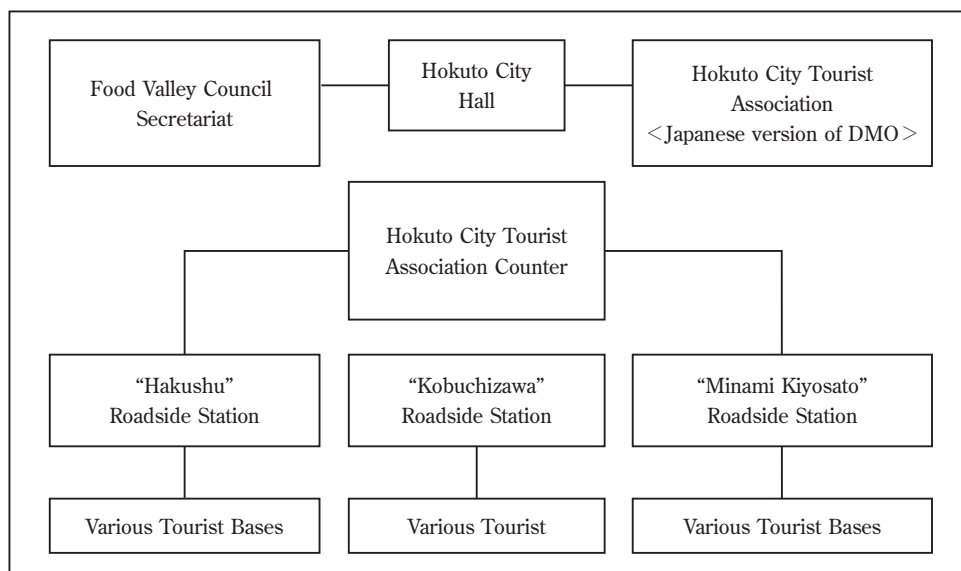 Food Valley Council
Secretariat
Hokuto City
Hall
Hokuto City Tourist
Association
＜Japanese version of DMO＞
Hokuto City Tourist
Association Counter
“Hakushu”
Roadside Station
“Kobuchizawa”
Roadside Station
“Minami Kiyosato”
Roadside Station
Various Tourist Bases
Various Tourist
Various Tourist Bases